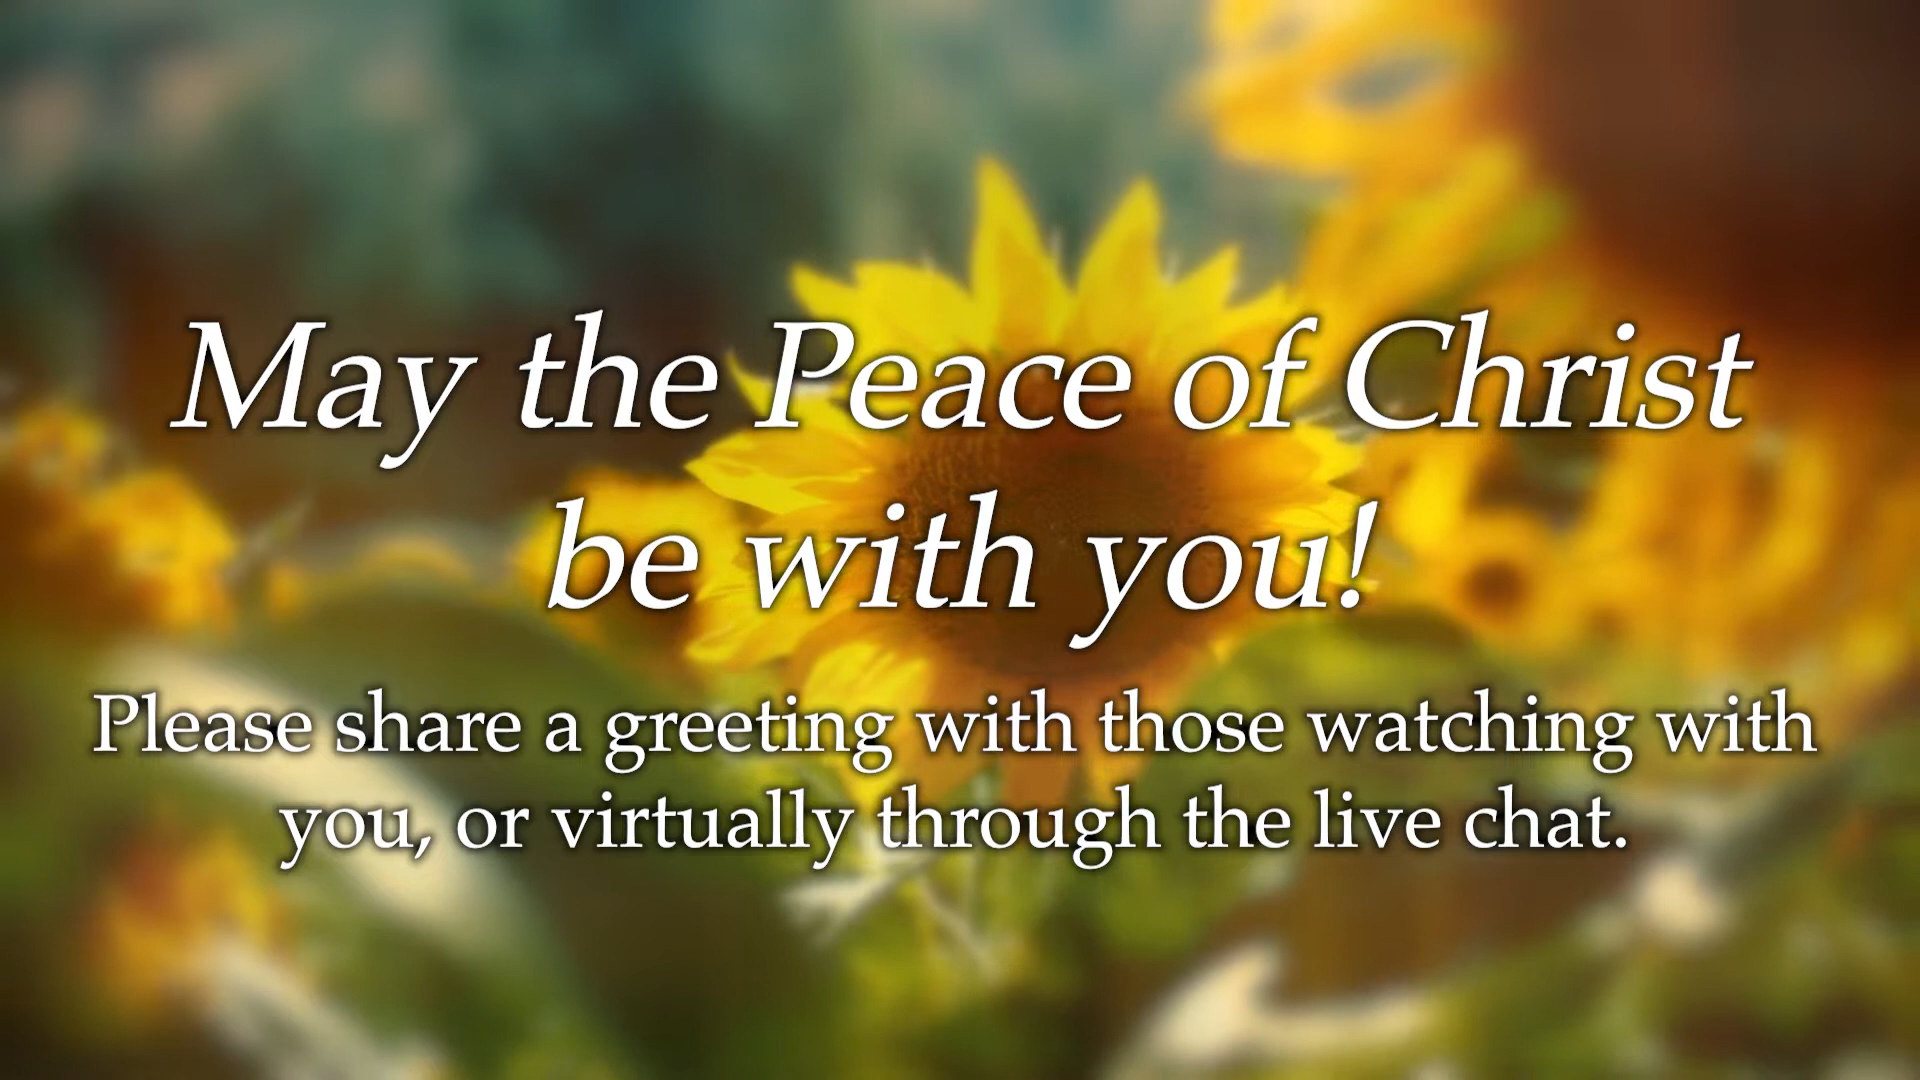 May the Peace of Christ
be with you!
Please share a greeting with those watching with
you, or virtually through the live chat.